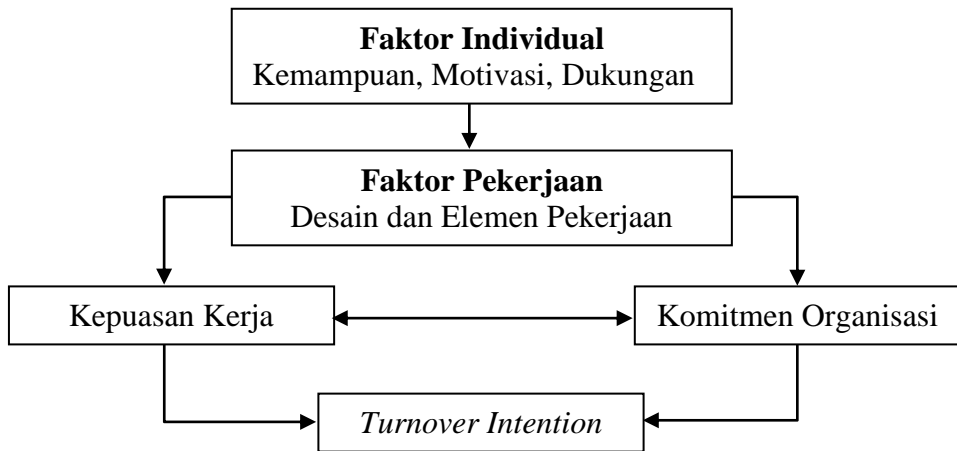 Faktor Individual
Kemampuan, Motivasi, Dukungan
Faktor Pekerjaan
Desain dan Elemen Pekerjaan
Kepuasan Kerja
Komitmen Organisasi
Turnover Intention